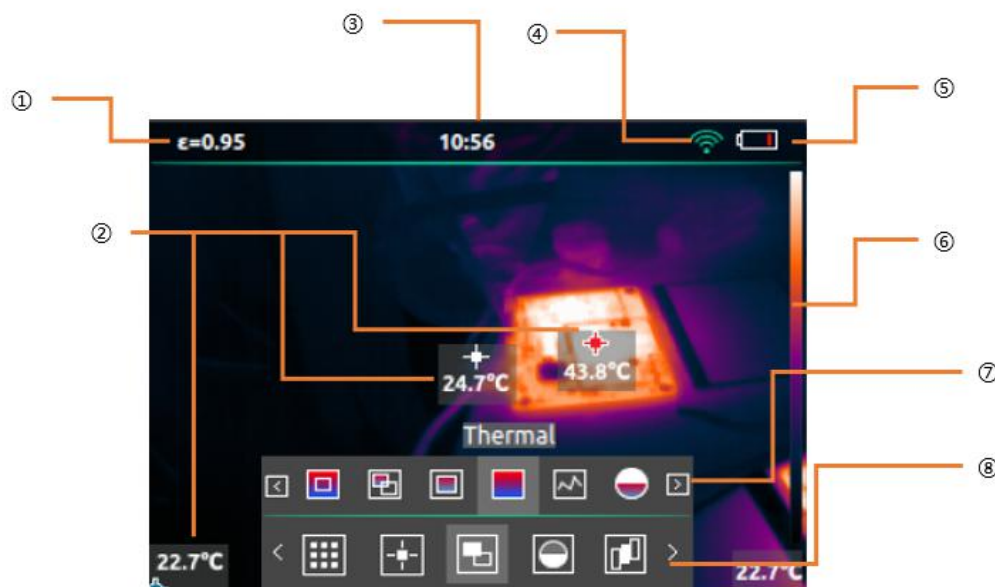 ③
④
①
⑤
ε=0.95 10:56
②
⑥
24.7°C 43.8°C
⑦
Thermal
⑧
22.7°C 22.7°C